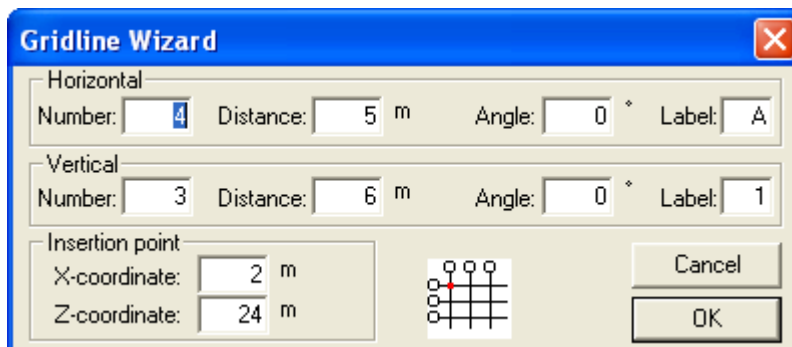 Gridline Wizard
Horizontal
Number: 4 Distance: 5 m Angle: 0 ° Label: A
Vertical
Number: 3 Distance: 6 m Angle: 0 ° Label: 1
Insertion point
X-coordinate: 2 m
Z-coordinate: 24 m
Cancel
OK